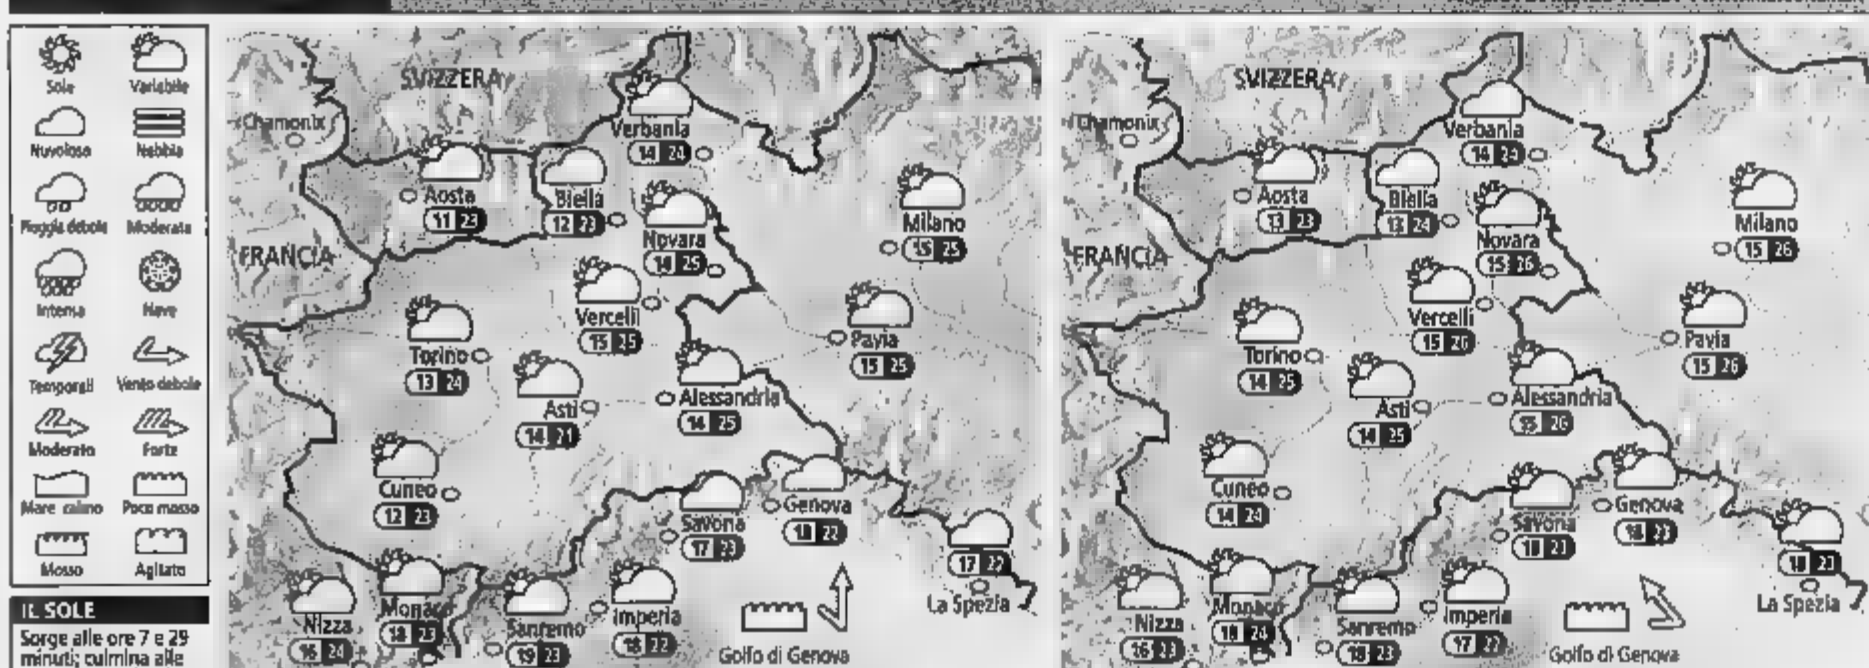 Sole Variabile
Nuvoloso Nebbia
Pioggia debole Moderata
Intensa Neve
Temporali Vento debole
Moderato Forte
Mare calmo Poco mosso
Mosso Agitato
IL SOLE
Sorge alle ore 7 e 29
minuti; culmina alle
SVIZZERA
Chamonix
Verbania
14 24
Aosta
11 23
Biella
12 23
Milano
15 25
Novara
14 25
FRANCIA
Vercelli
15 25
Torino
13 24
Pavia
15 25
Asti
14 21
Alessandria
14 25
Cuneo
12 23
Savona
17 23
Genova
18 22
17 22
La Spezia
Nizza
16 24
Monaco
18 23
Sanremo
19 23
Imperia
18 22
Golfo di Genova
SVIZZERA
Chamonix
Verbania
14
Aosta
13 23
Biella
13 24
Milano
15 26
Novara
15 26
FRANCIA
Vercelli
15 26
Torino
14 25
Pavia
15 26
Asti
14 25
Alessandria
15 26
Cuneo
14 24
Savona
18 23
Genova
18 23
18 23
La Spezia
Nizza
16 23
Monaco
18 24
Sanremo
18 23
Imperia
17 22
Golfo di Genova